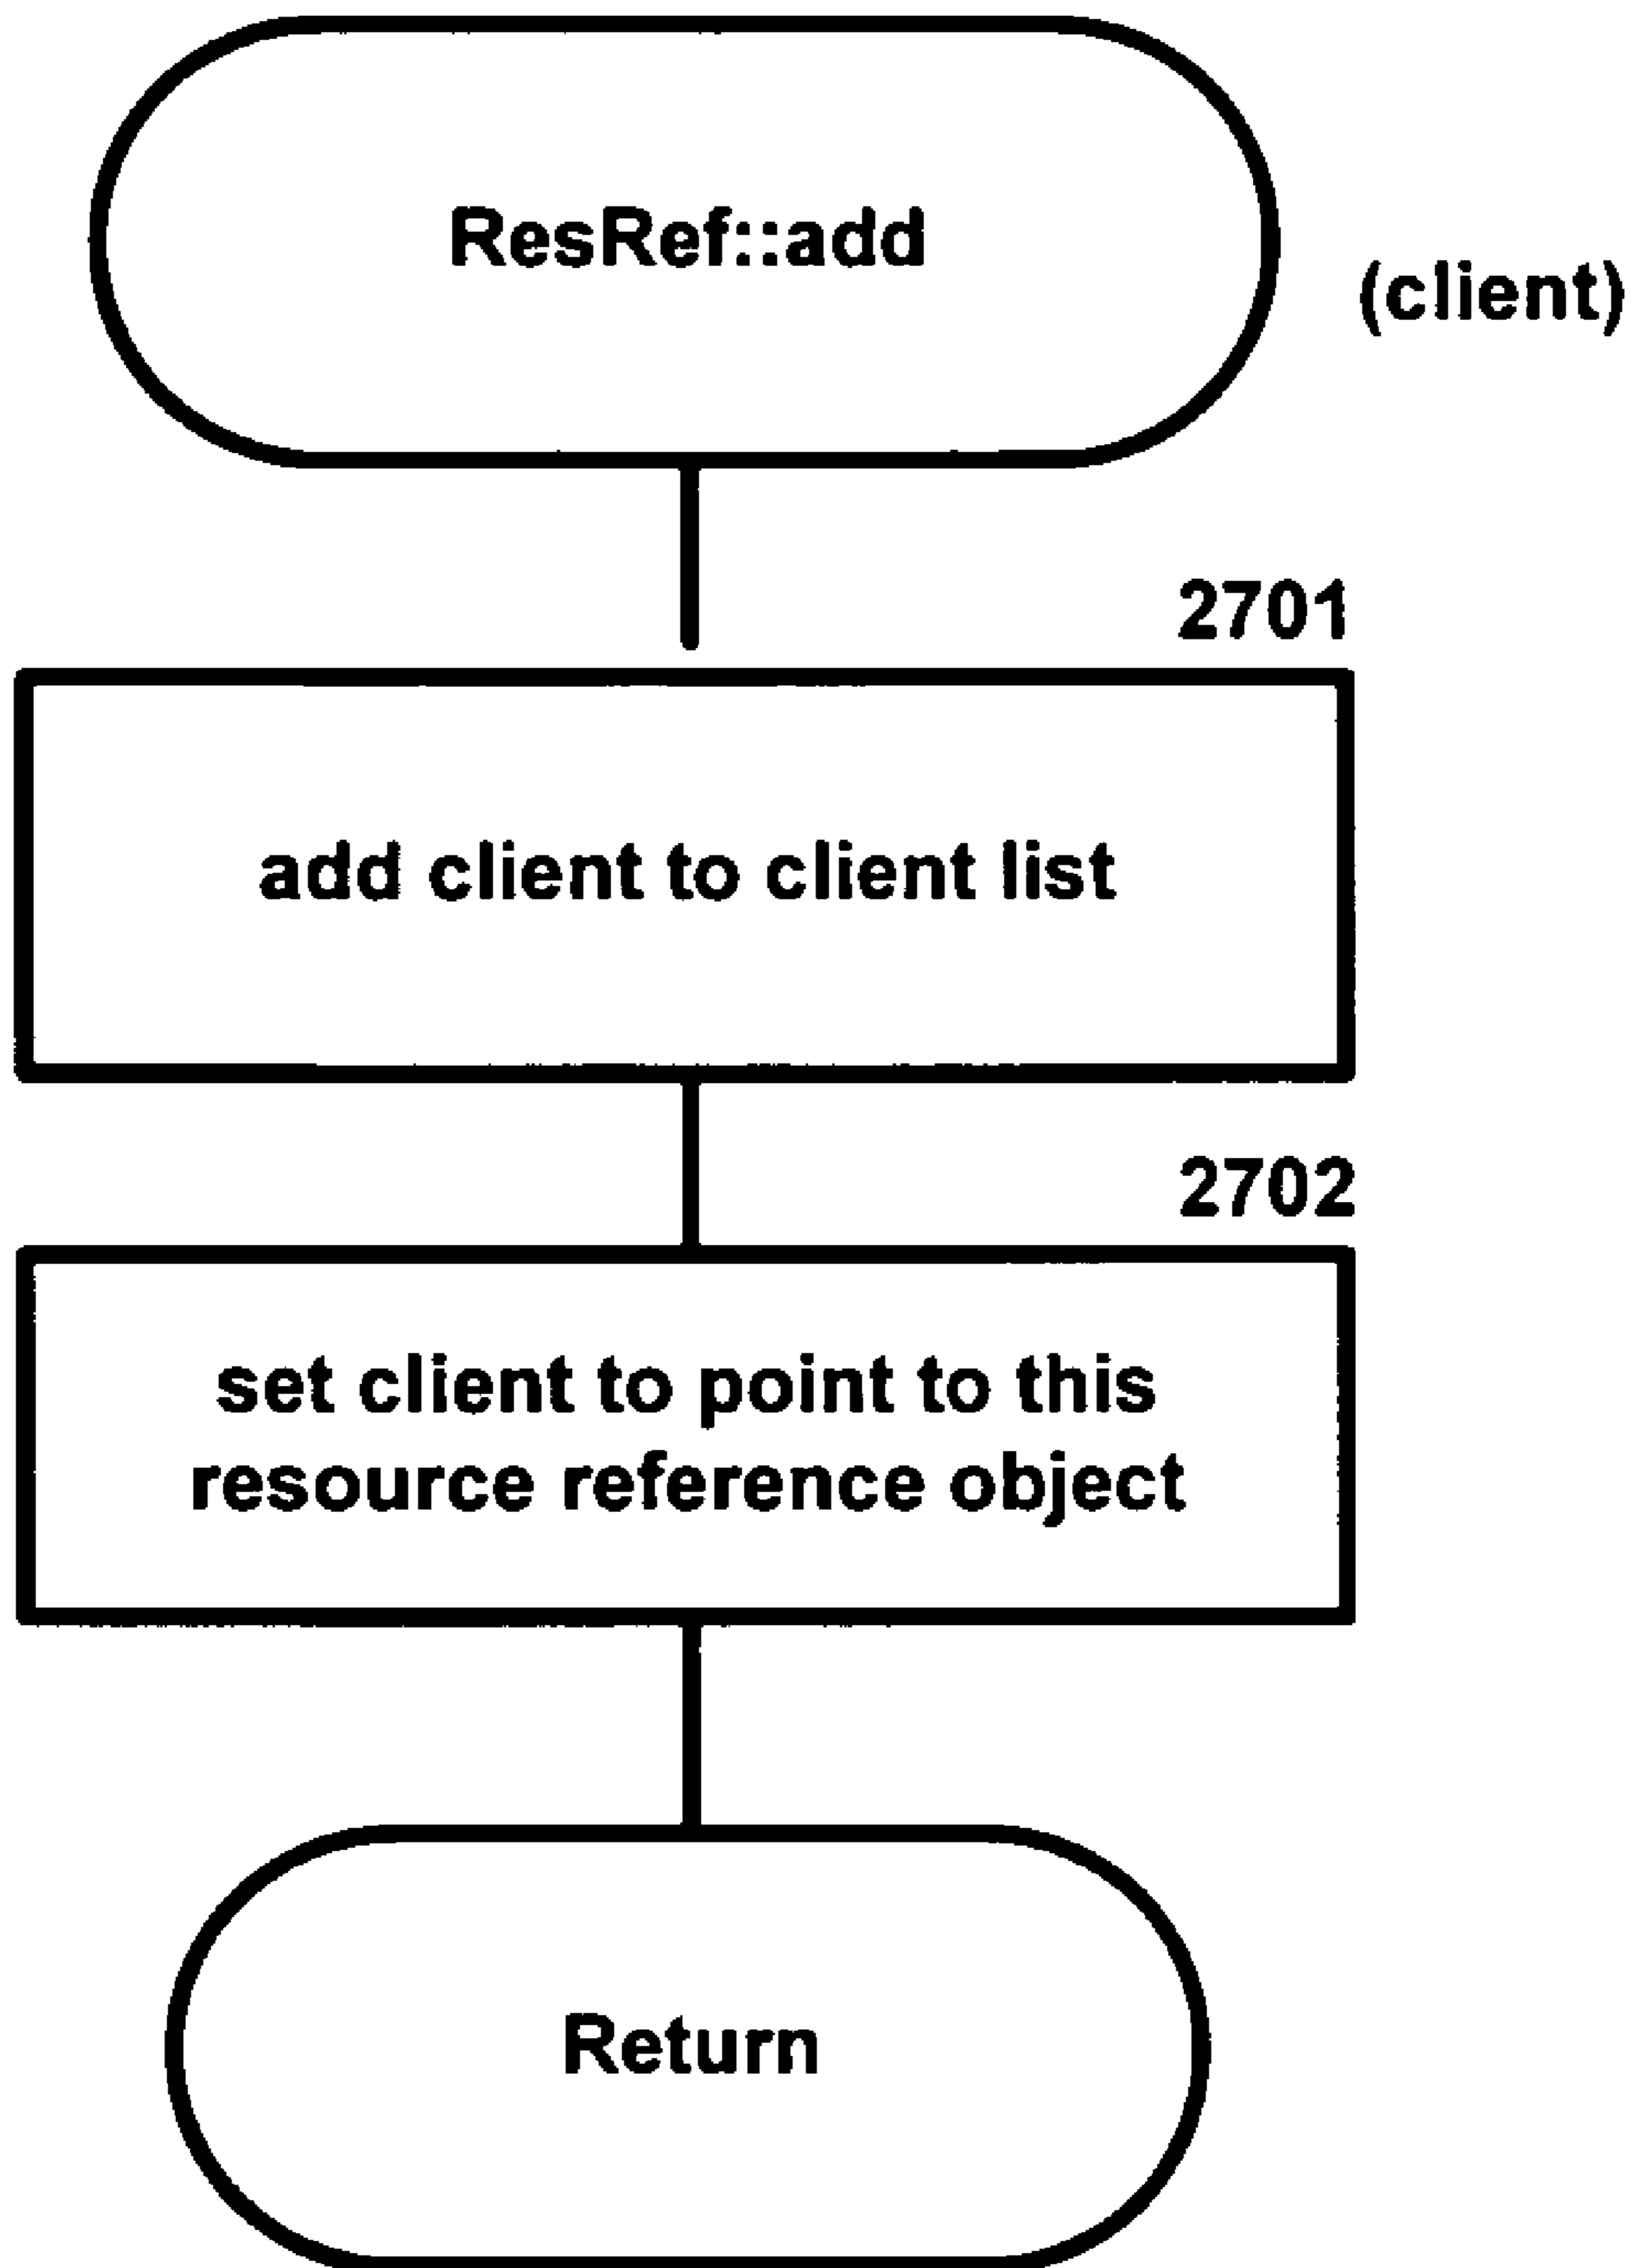 ResRef::add
(client)
2701
add client to client list
2702
set client to point to this
resource reference object
Return